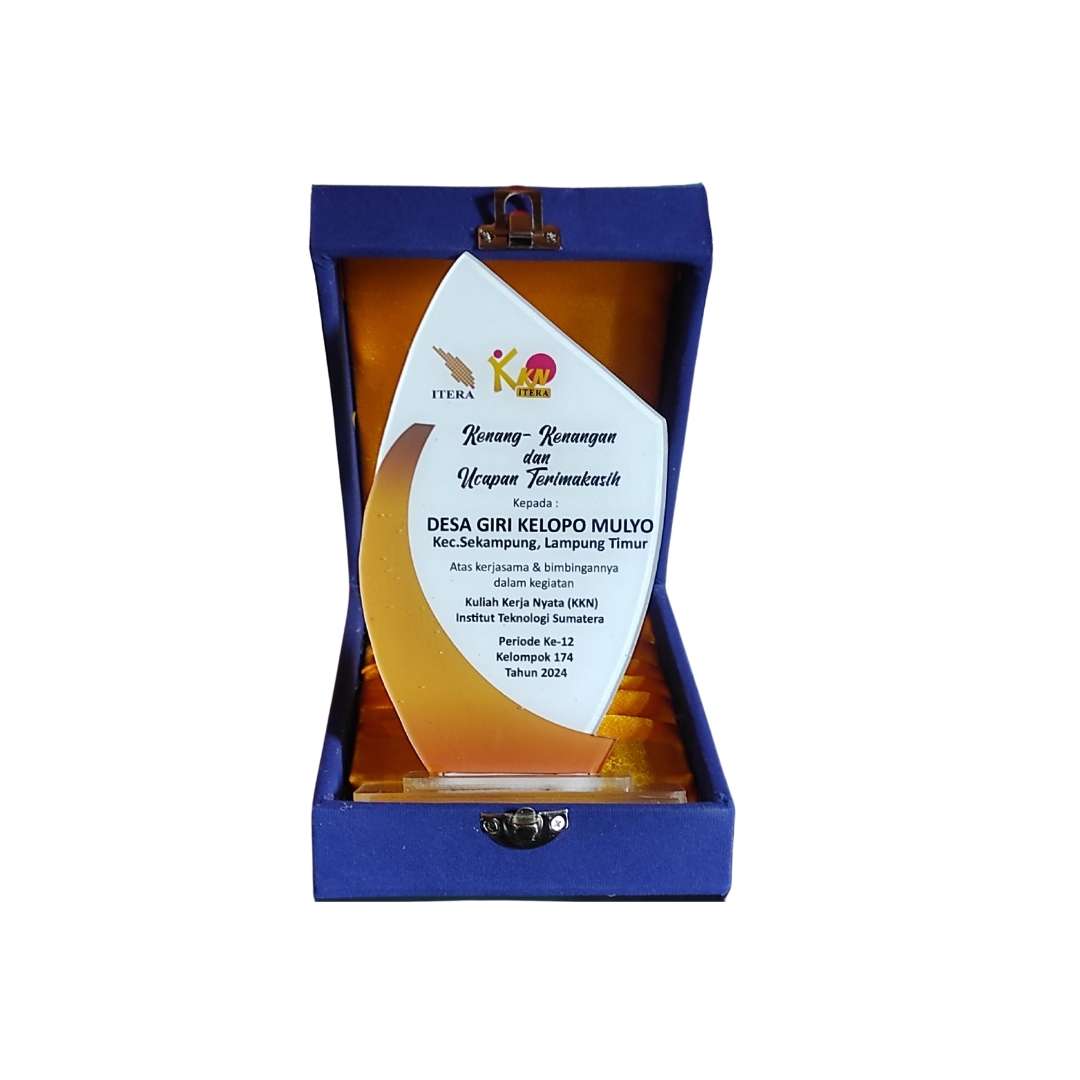 ITERA
KKN
ITERA
Kenang- Kenangan
dan
Ucapan Terimakasih
Kepada :
DESA GIRI KELOPO MULYO
Kec.Sekampung, Lampung Timur
Atas kerjasama & bimbingannya
dalam kegiatan
Kuliah Kerja Nyata (KKN)
Institut Teknologi Sumatera
Periode Ke-12
Kelompok 174
Tahun 2024